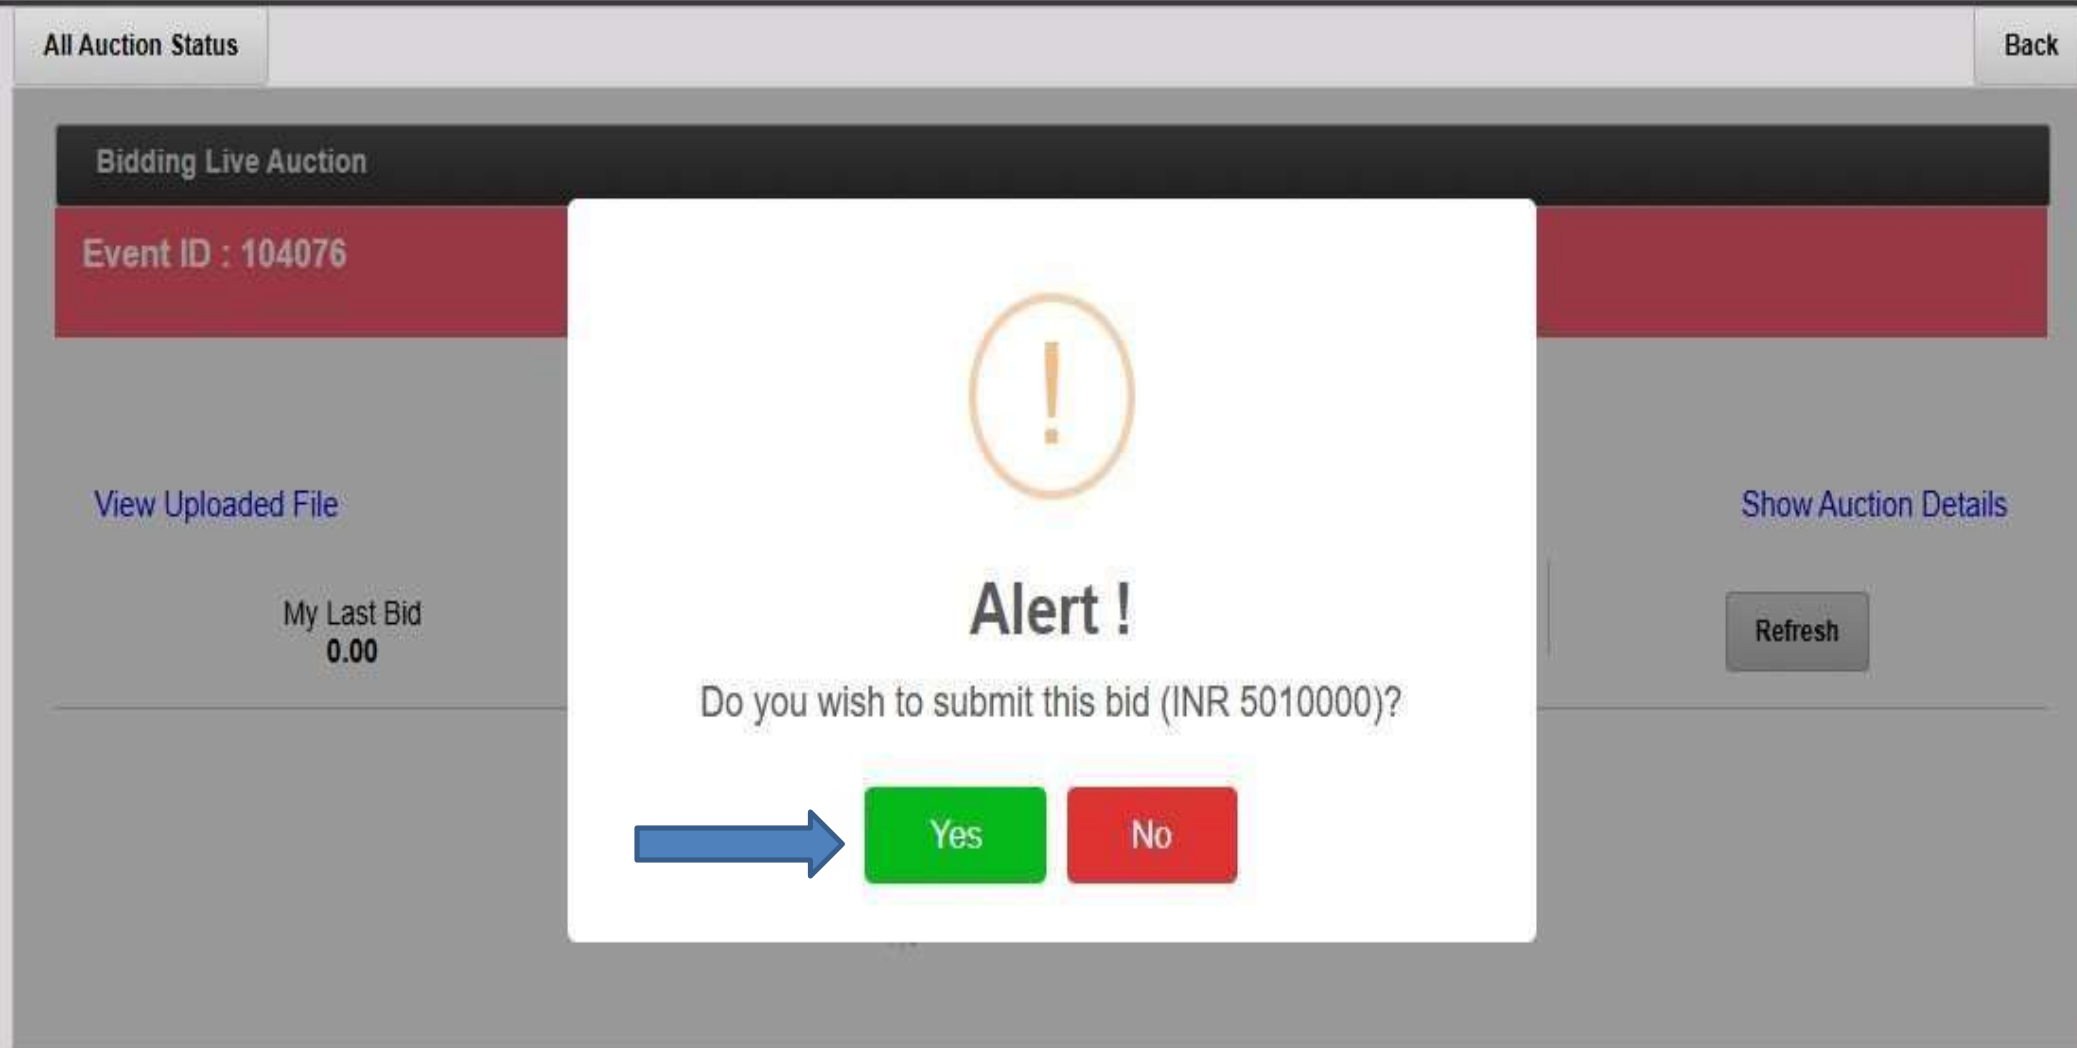 All Auction Status
Back
Bidding Live Auction
Event ID : 104076
!
View Uploaded File
Show Auction Details
My Last Bid
0.00
Alert !
Refresh
Do you wish to submit this bid (INR 5010000)?
Yes
No